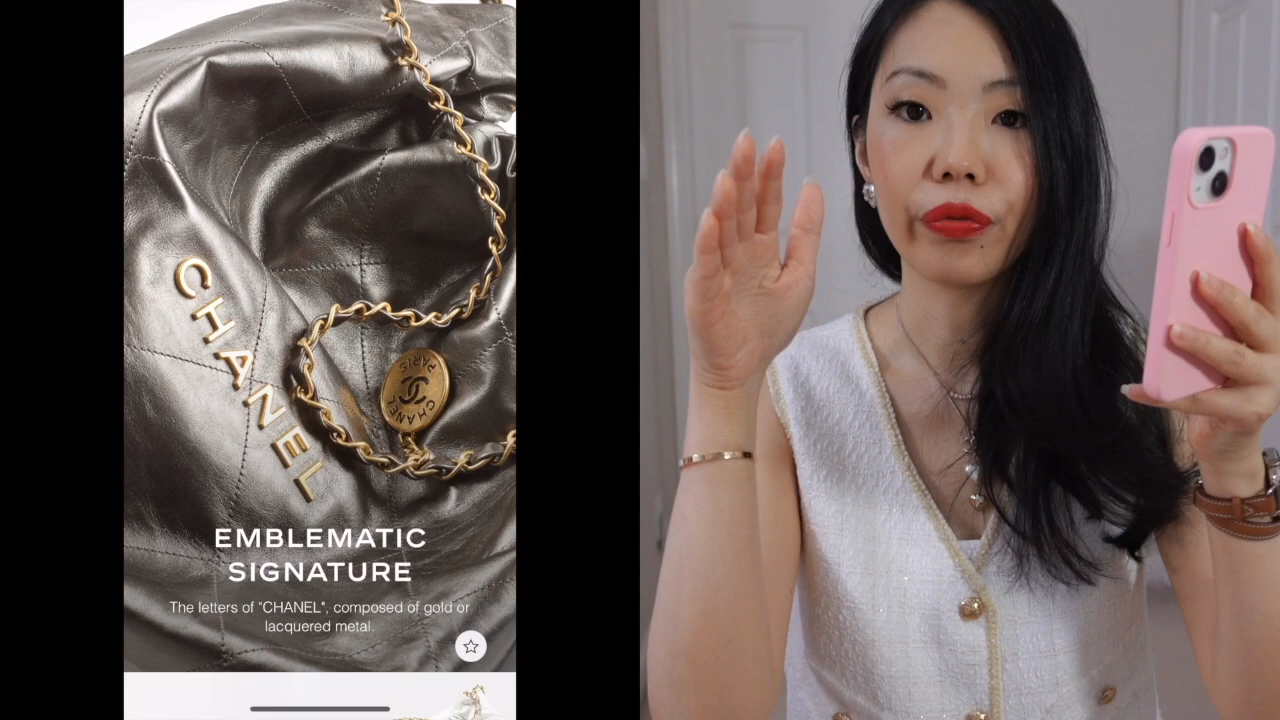 CHANEL
PARIS
CHANEL
EMBLEMATIC
SIGNATURE
The letters of "CHANEL", composed of gold or
lacquered metal.